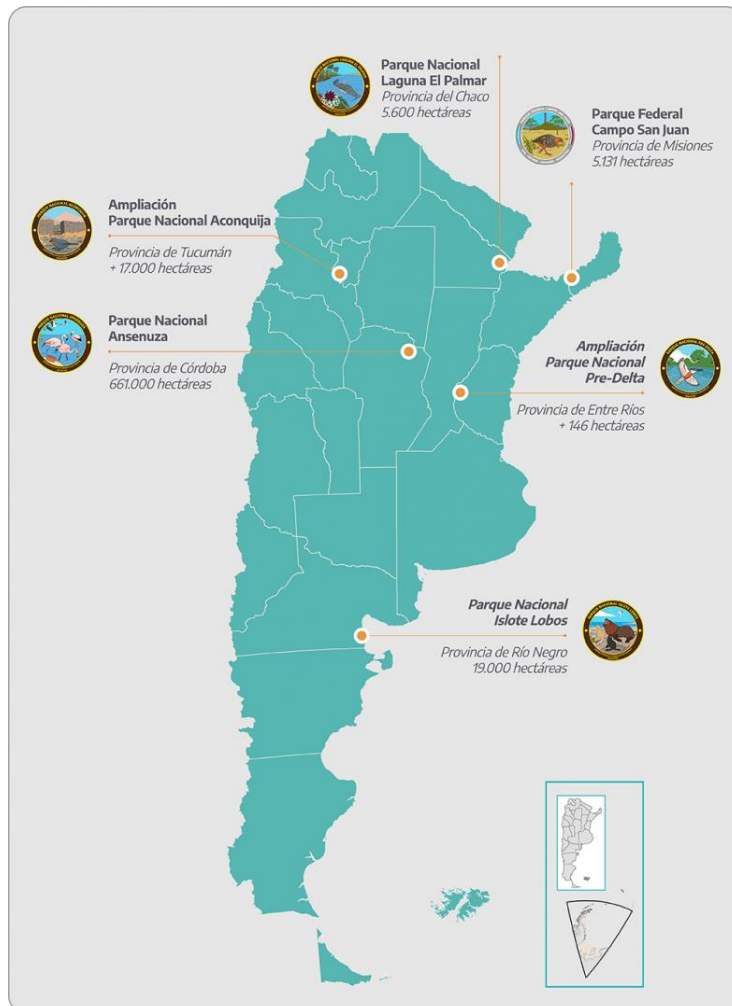 Parque Nacional
Laguna El Palmar
Provincia del Chaco
5.600 hectáreas
Parque Federal
Campo San Juan
Provincia de Misiones
5.131 hectáreas
Ampliación
Parque Nacional Aconquija
Provincia de Tucumán
+ 17.000 hectáreas
Parque Nacional
Ansenuza
Provincia de Córdoba
661.000 hectáreas
Ampliación
Parque Nacional
Pre-Delta
Provincia de Entre Ríos
+ 146 hectáreas
Parque Nacional
Islote Lobos
Provincia de Río Negro
19.000 hectáreas